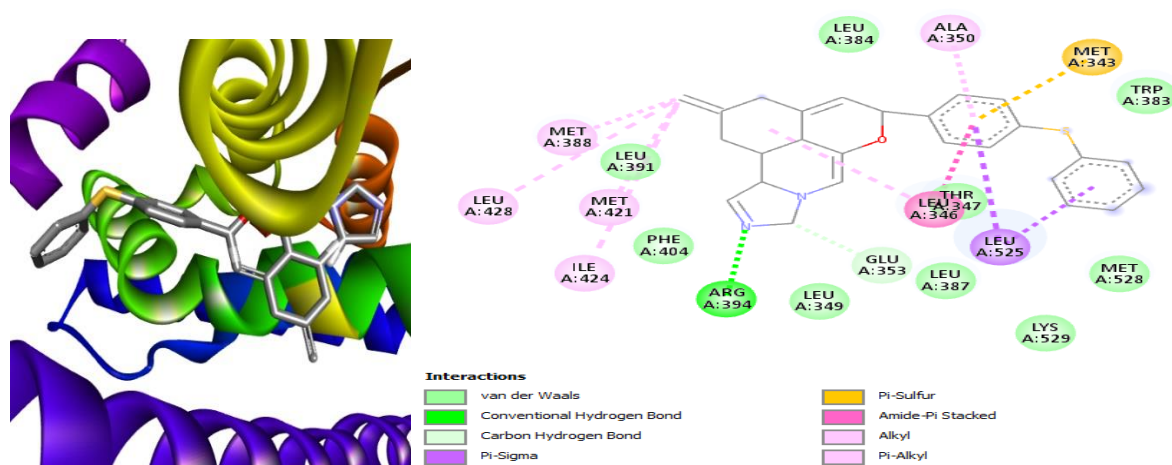 LEU
A:384
ALA
A:350
MET
A:343
TRP
A:383
MET
A:388
LEU
A:391
LEU
A:428
MET
A:421
THR
A:347
LEU
A:346
LEU
A:525
PHE
A:404
ILE
A:424
GLU
A:353
LEU
A:387
MET
A:528
ARG
A:394
LEU
A:349
LYS
A:529
O
N
N
S
Interactions
van der Waals
Conventional Hydrogen Bond
Carbon Hydrogen Bond
Pi-Sigma
Pi-Sulfur
Amide-Pi Stacked
Alkyl
Pi-Alkyl